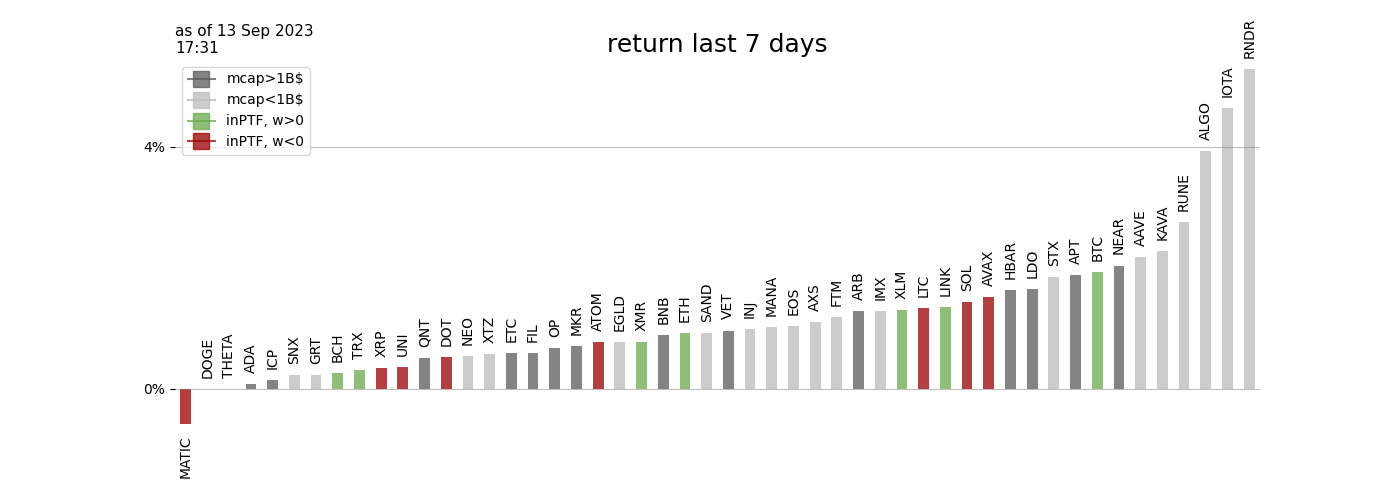 as of 13 Sep 2023
17:31
return last 7 days
mcap>1B$
mcap<1B$
inPTF, w>0
inPTF, w<0
4%
0%
MATIC
DOGE
THETA
ADA
ICP
SNX
GRT
BCH
TRX
XRP
UNI
QNT
DOT
NEO
XTZ
ETC
FIL
OP
MKR
ATOM
EGLD
XMR
BNB
ETH
SAND
VET
INJ
MANA
EOS
AXS
FTM
ARB
IMX
XLM
LTC
LINK
SOL
AVAX
HBAR
LDO
STX
APT
BTC
NEAR
AAVE
KAVA
RUNE
ALGO
IOTA
RNDR